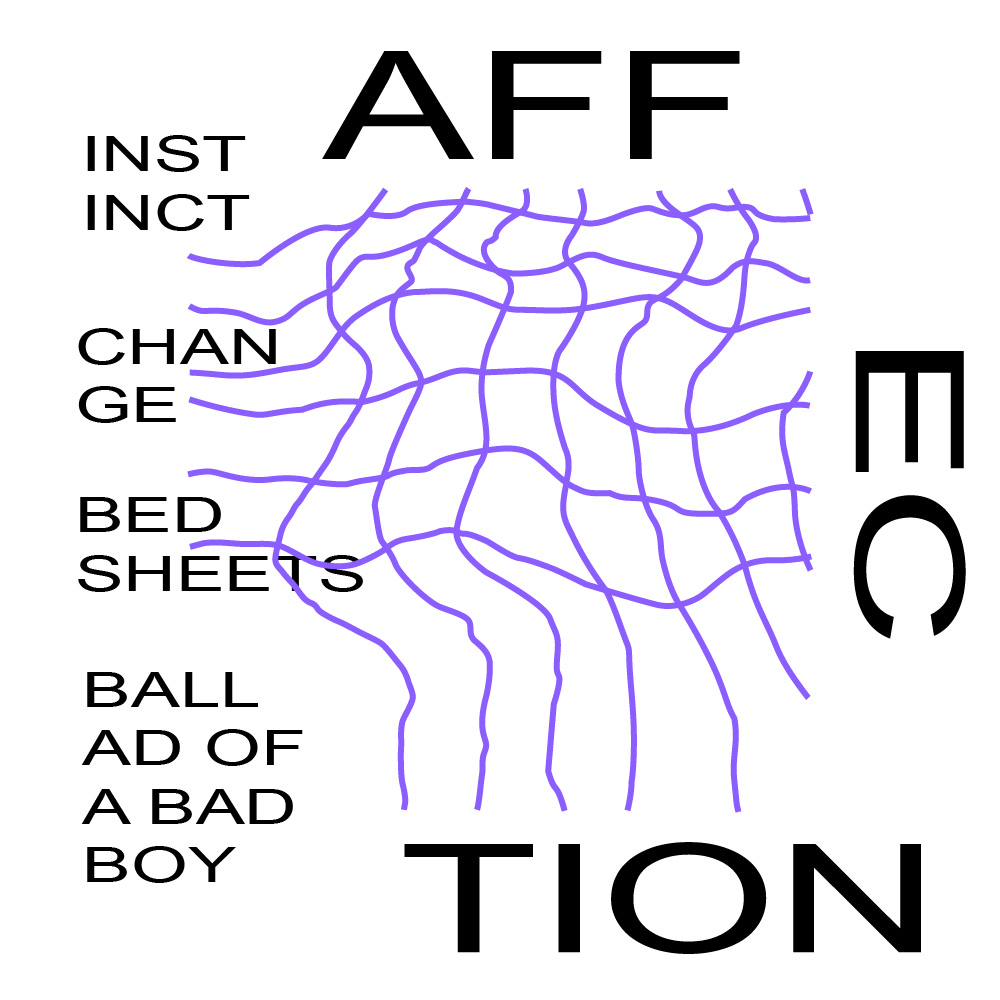 AFF
EC
TION
INST
INCT
CHAN
GE
BED
SHEETS
BALL
AD OF
A BAD
BOY